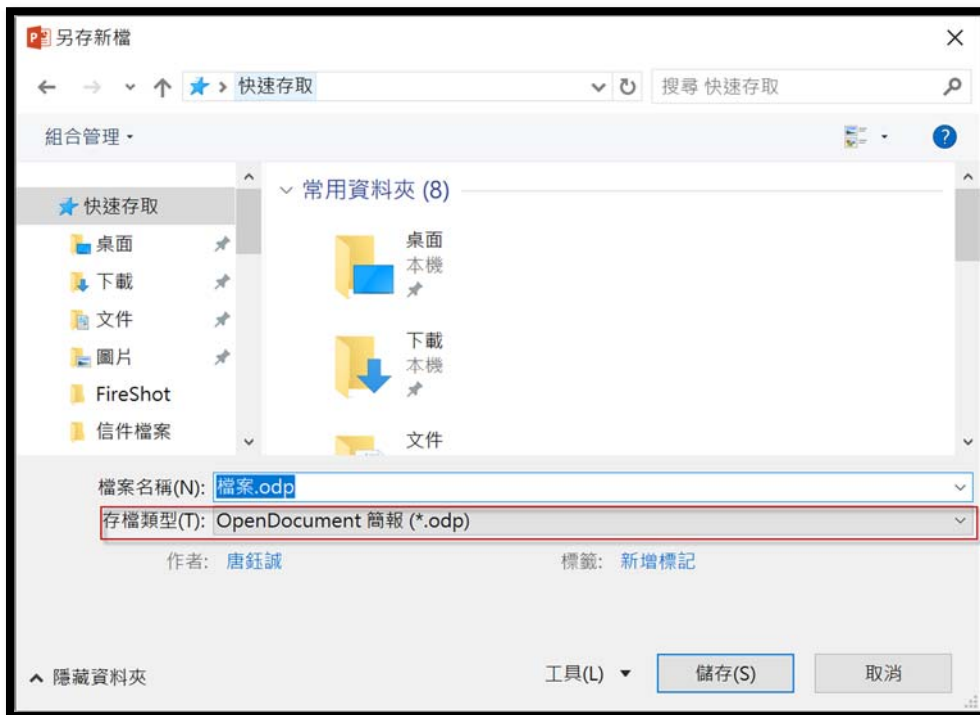 另存新檔
快速存取
搜尋 快速存取
組合管理
快速存取
桌面
下載
文件
圖片
FireShot
信件檔案
常用資料夾 (8)
桌面
本機
下載
本機
文件
檔案名稱(N): 檔案.odp
存檔類型(T): OpenDocument 簡報 (*.odp)
作者: 唐鈺誠 標籤: 新增標記
隱藏資料夾 工具(L) 儲存(S) 取消